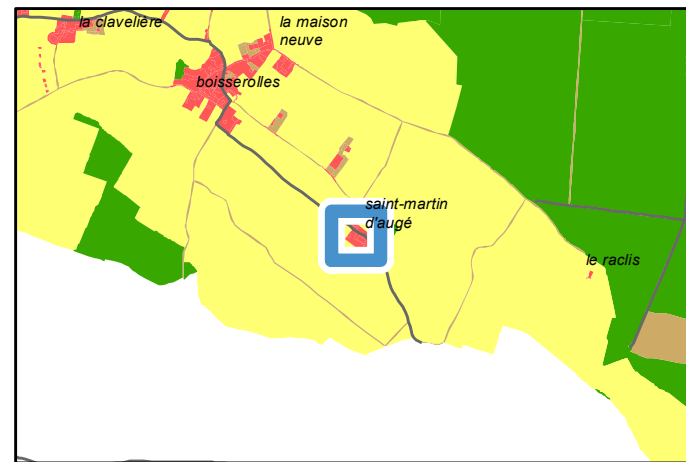 la clavelière
la maison
neuve
boisserolles
saint-martin
d'augé
le raclis